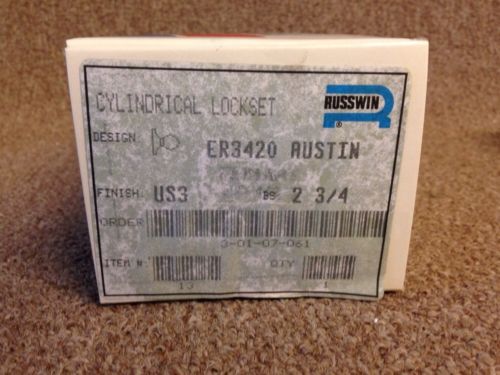 CYLINDRICAL LOCKSET
RUSSWIN
®
DESIGN
ER3420 AUSTIN
FINISH: US3 BS 2 3/4
ORDER
3-01-07-061
ITEM #: QTY
13 1